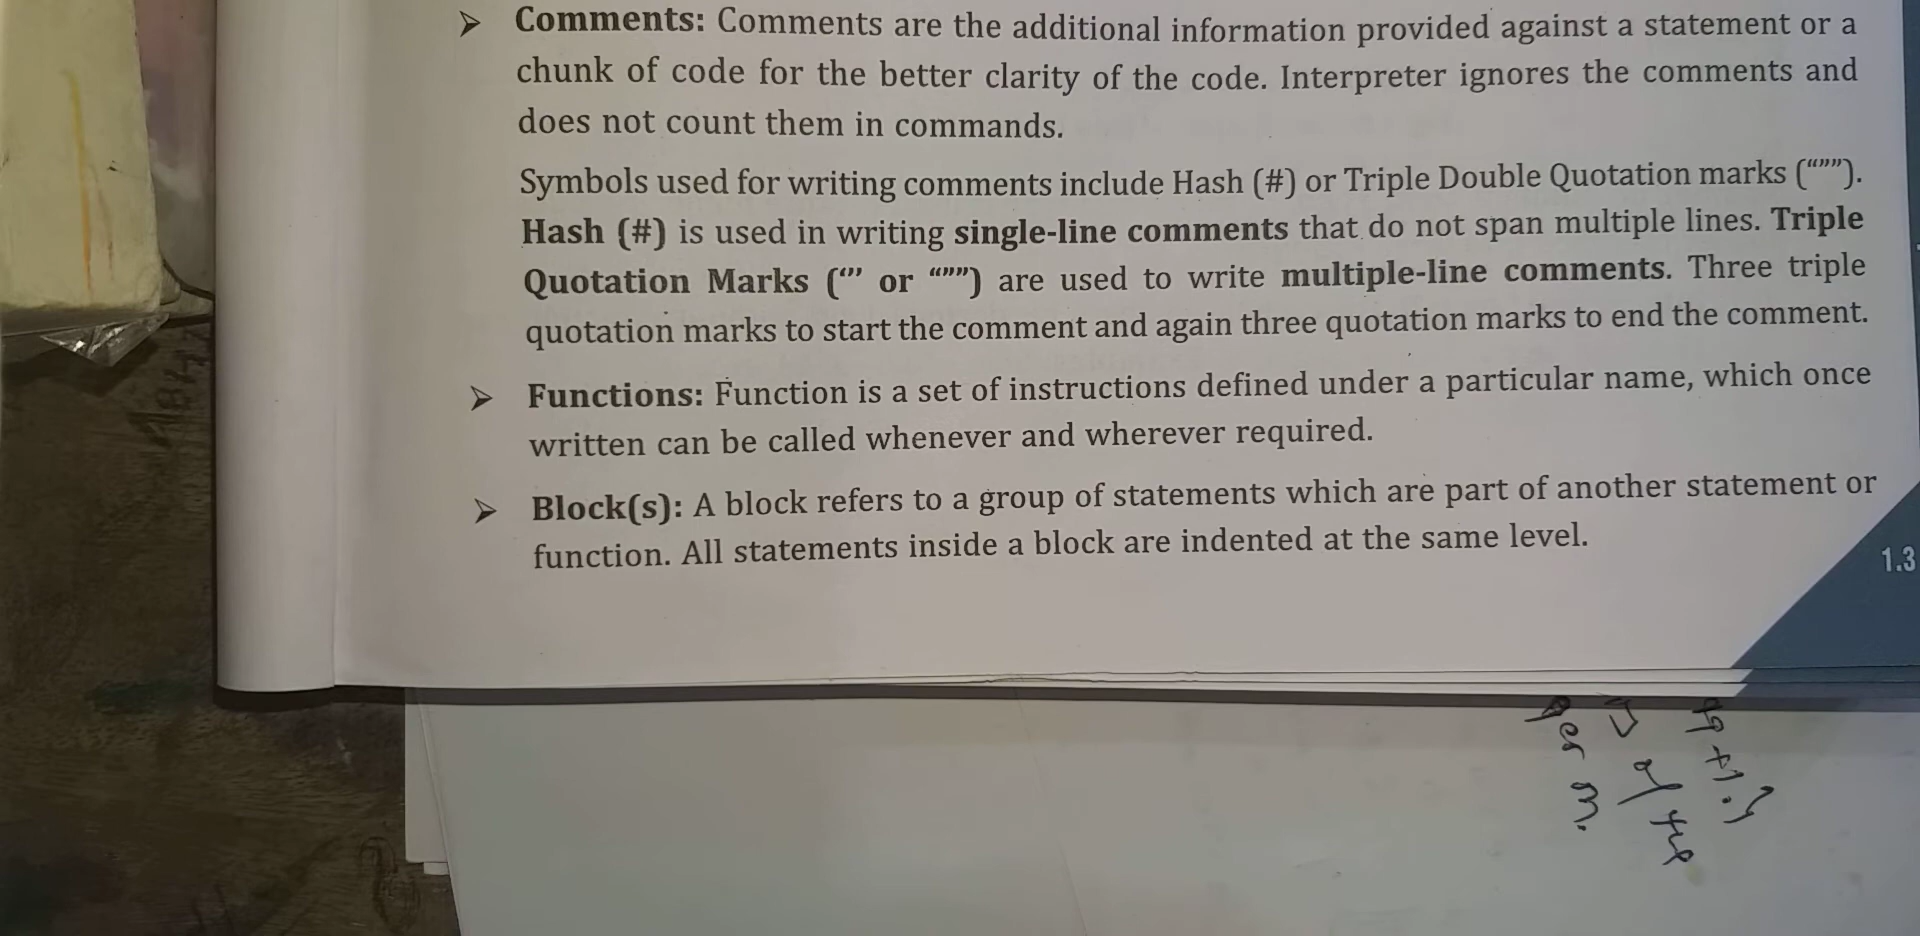 ➤ Comments: Comments are the additional information provided against a statement or a
chunk of code for the better clarity of the code. Interpreter ignores the comments and
does not count them in commands.
Symbols used for writing comments include Hash (#) or Triple Double Quotation marks (“””).
Hash (#) is used in writing single-line comments that do not span multiple lines. Triple
Quotation Marks (‘’’ or “””) are used to write multiple-line comments. Three triple
quotation marks to start the comment and again three quotation marks to end the comment.
➤ Functions: Function is a set of instructions defined under a particular name, which once
written can be called whenever and wherever required.
➤ Block(s): A block refers to a group of statements which are part of another statement or
function. All statements inside a block are indented at the same level.
1.3